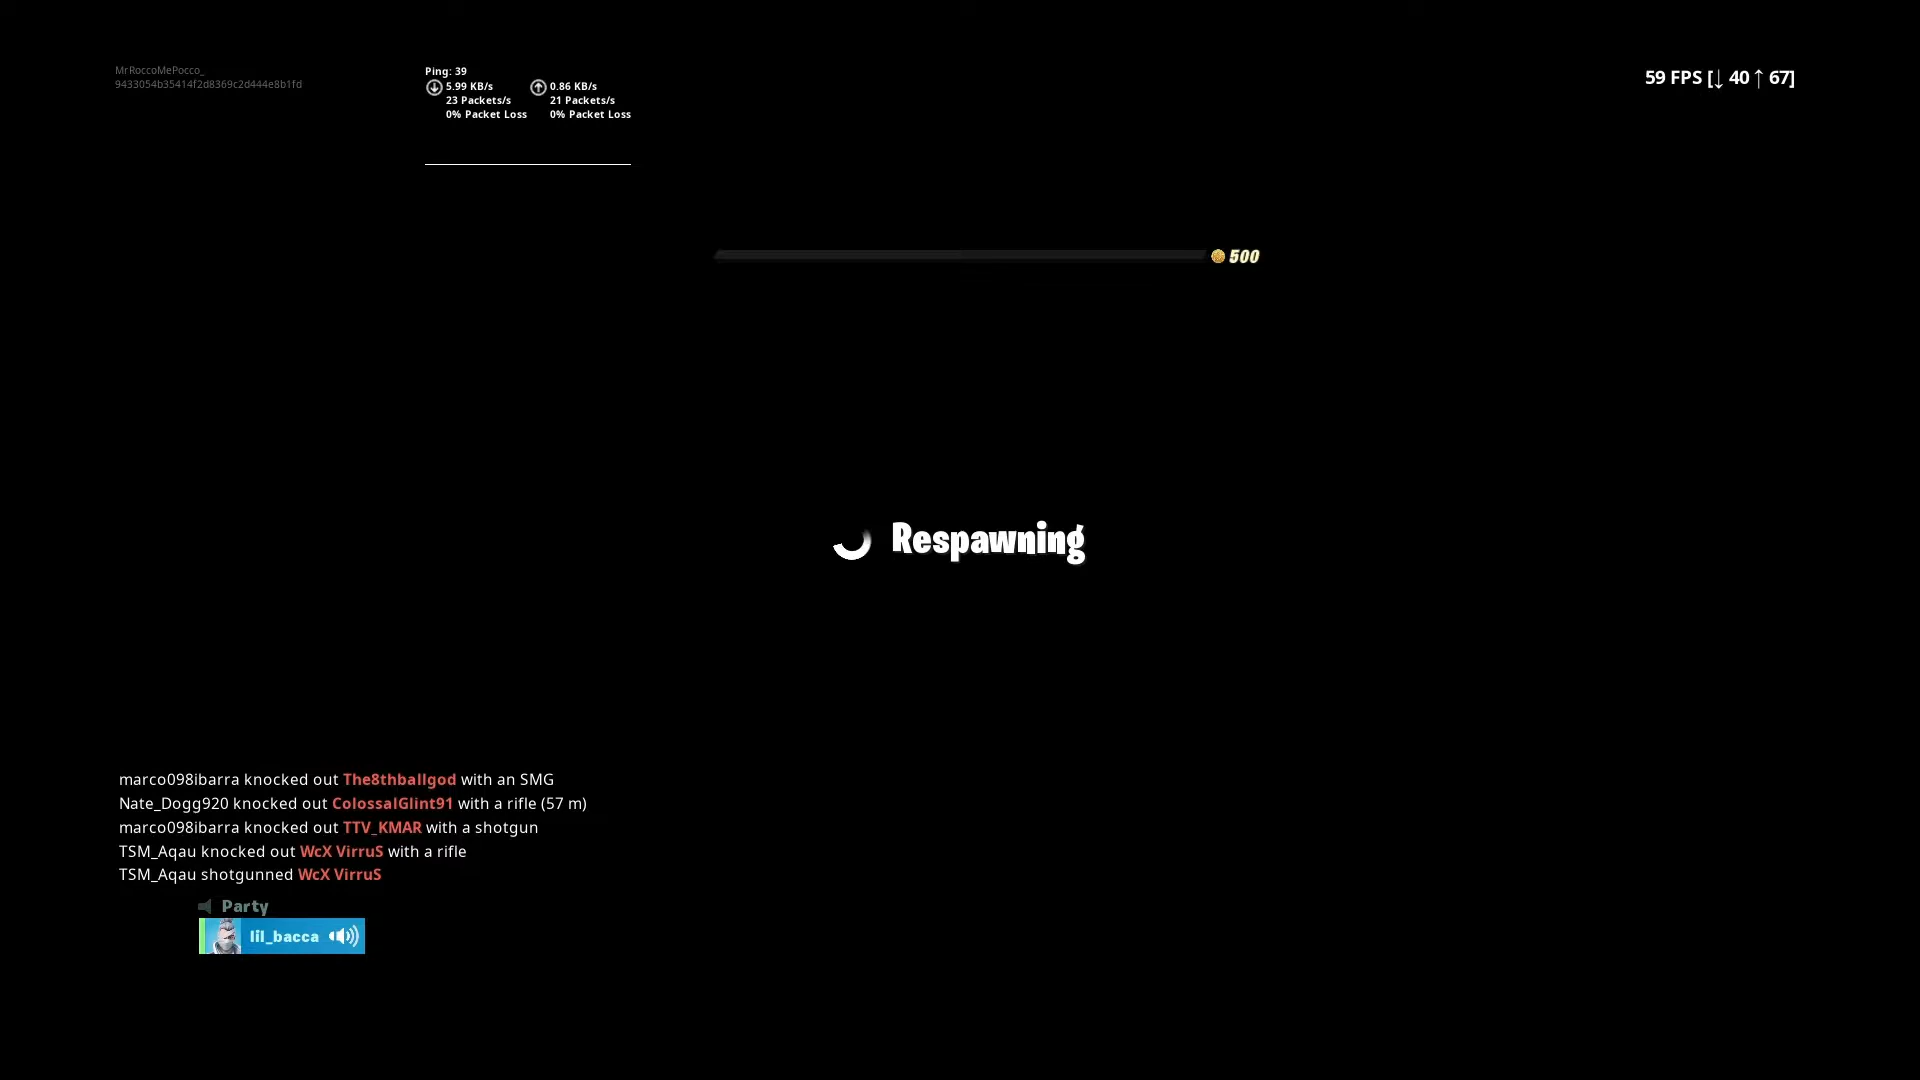 MrRoccoMePocco_
9433054b35414f2d8369c2d444e8b1fd
Ping: 39
5.99 KB/s 0.86 KB/s
23 Packets/s 21 Packets/s
0% Packet Loss 0% Packet Loss
59 FPS [↓ 40 ↑ 67]
500
Respawning
marco098ibarra knocked out The8thballgod with an SMG
Nate_Dogg920 knocked out ColossalGlint91 with a rifle (57 m)
marco098ibarra knocked out TTV_KMAR with a shotgun
TSM_Aqau knocked out WcX VirruS with a rifle
TSM_Aqau shotgunned WcX VirruS
Party
lil_bacca